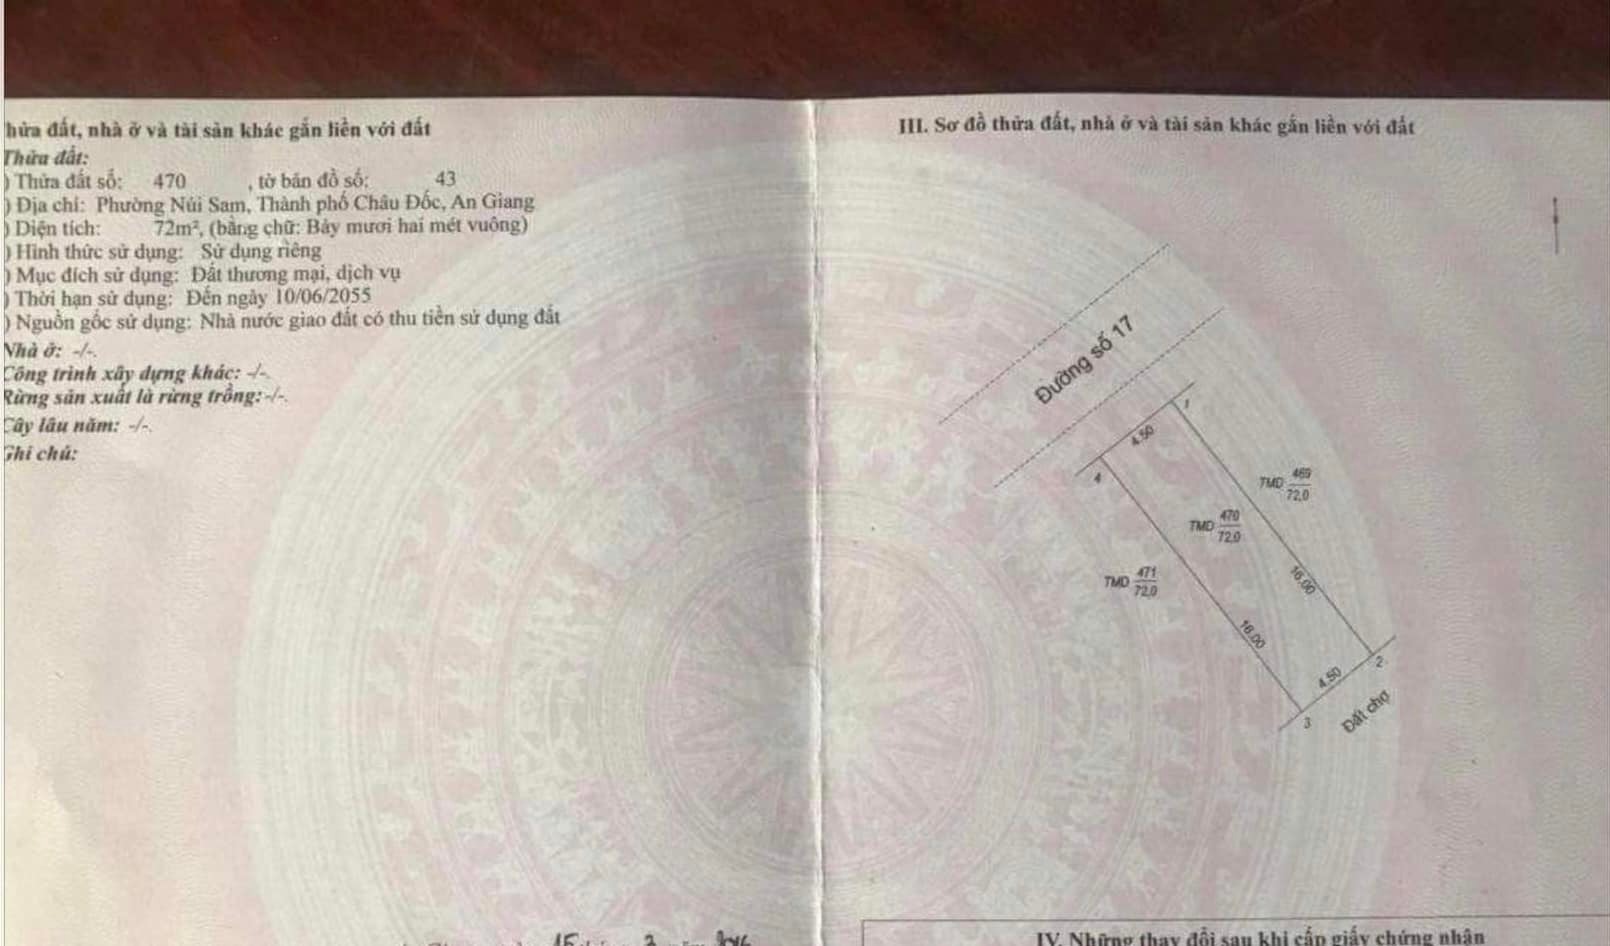 hửa đất, nhà ở và tài sản khác gắn liền với đất
Thửa đất:
) Thửa đất số: 470 , tờ bản đồ số: 43
) Địa chỉ: Phường Núi Sam, Thành phố Châu Đốc, An Giang
) Diện tích: 72m², (bằng chữ: Bảy mươi hai mét vuông)
) Hình thức sử dụng: Sử dụng riêng
) Mục đích sử dụng: Đất thương mại, dịch vụ
) Thời hạn sử dụng: Đến ngày 10/06/2055
) Nguồn gốc sử dụng: Nhà nước giao đất có thu tiền sử dụng đất
Nhà ở: -/-.
Công trình xây dựng khác: -/-.
Rừng sản xuất là rừng trồng: -/-.
Cây lâu năm: -/-.
Ghi chú:
III. Sơ đồ thửa đất, nhà ở và tài sản khác gắn liền với đất
Đường số 17
1
4.50
4
TMD 469
72,0
TMD 470
72,0
TMD 471
72,0
16.00
16.00
2
4.50
3
Đất chợ
15
IV. Những thay đổi sau khi cấp giấy chứng nhận